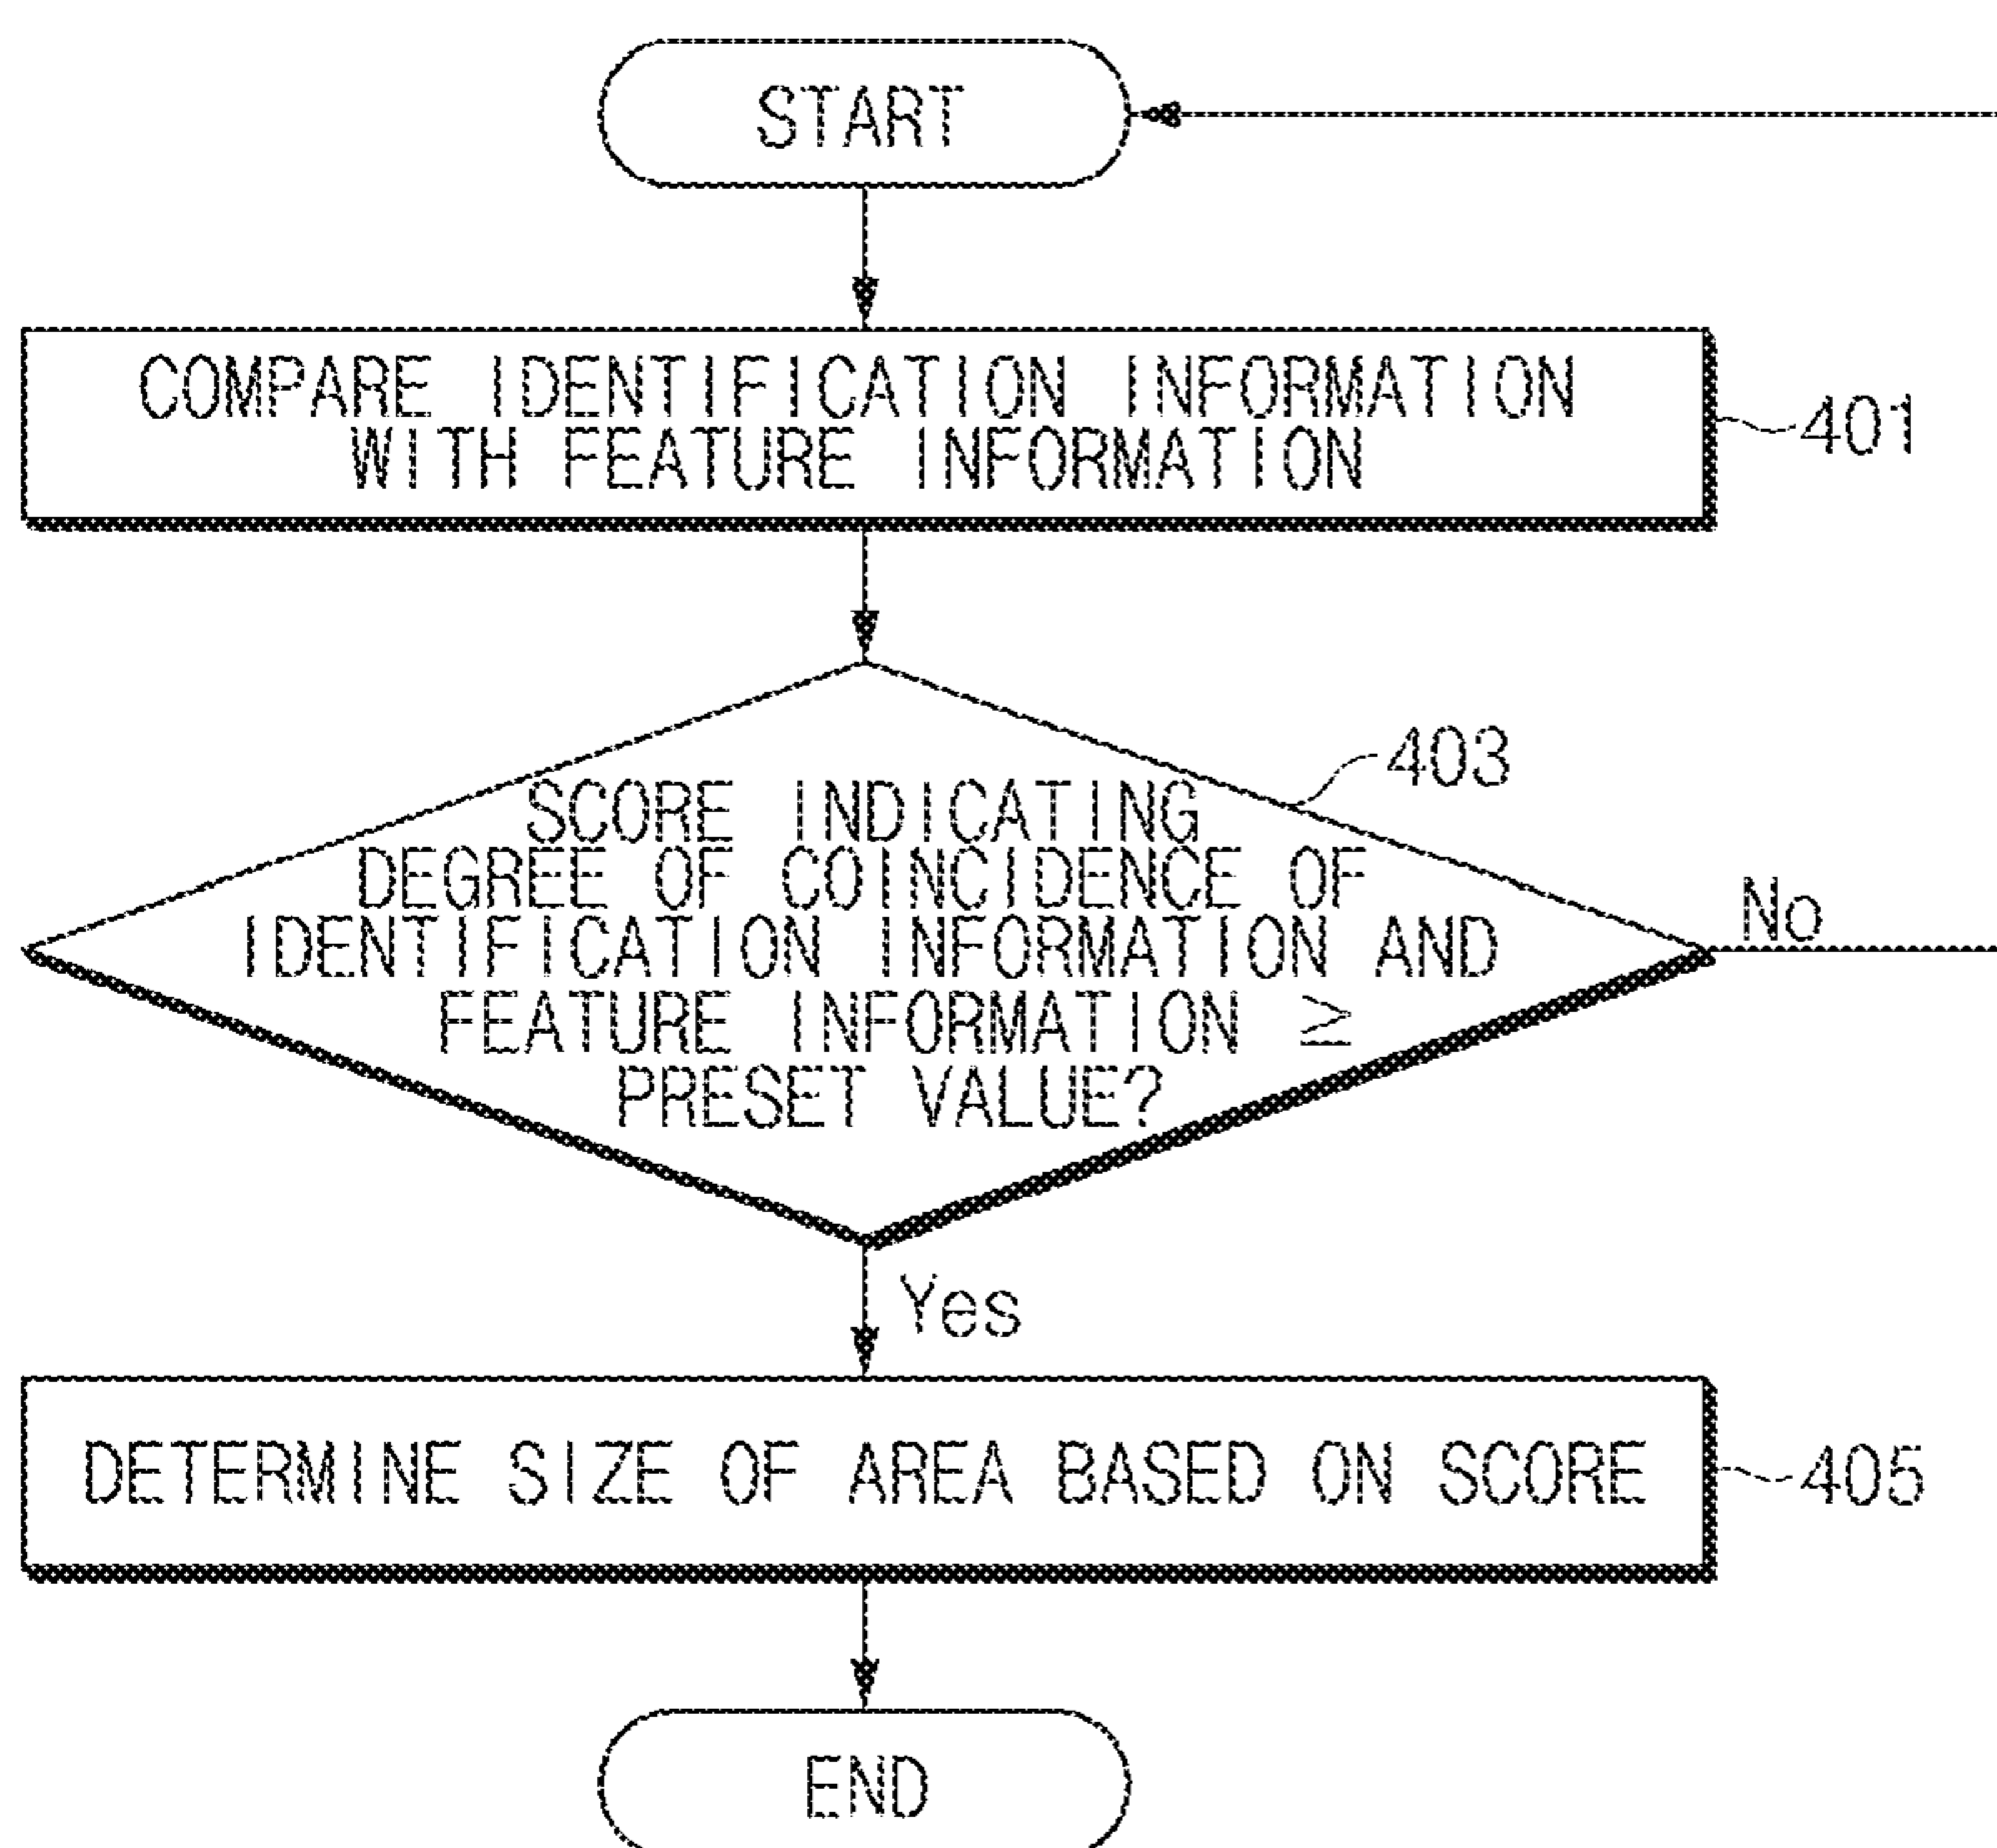 START
COMPARE IDENTIFICATION INFORMATION
WITH FEATURE INFORMATION
401
403
SCORE INDICATING
DEGREE OF COINCIDENCE OF
IDENTIFICATION INFORMATION AND
FEATURE INFORMATION ≥
PRESET VALUE?
No
Yes
DETERMINE SIZE OF AREA BASED ON SCORE
405
END